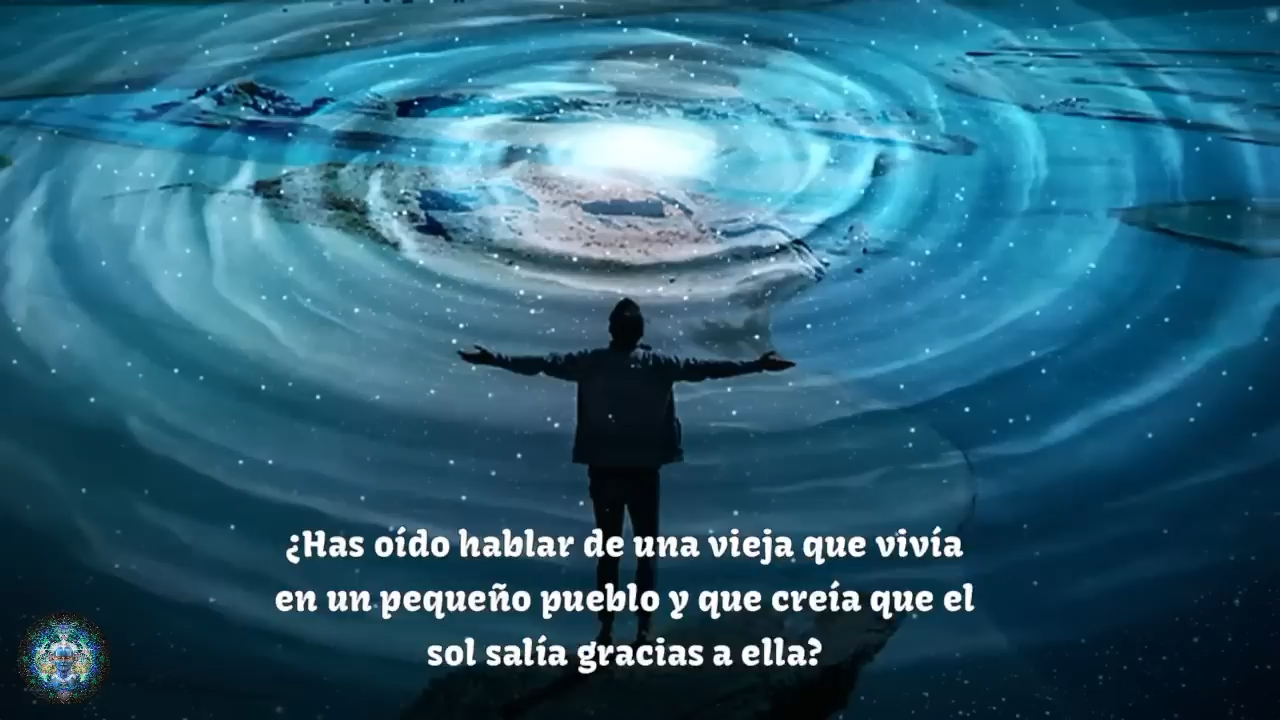 ¿Has oído hablar de una vieja que vivía
en un pequeño pueblo y que creía que el
sol salía gracias a ella?